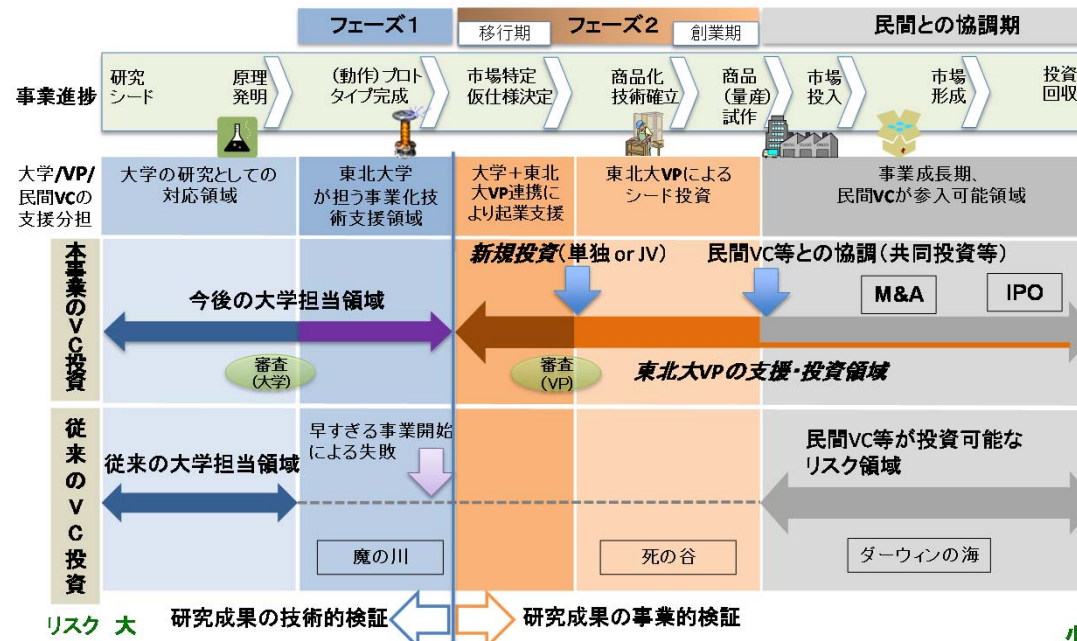 フェーズ1
移行期
フェーズ2
創業期
民間との協調期
事業進捗
研究
シード
原理
発明
(動作)プロト
タイプ完成
市場特定
仮仕様決定
商品化
技術確立
商品
(量産)
試作
市場
投入
市場
形成
投資
回収
大学/VP/
民間VCの
支援分担
大学の研究としての
対応領域
東北大学
が担う事業化技
術支援領域
大学＋東北
大VP連携に
より起業支援
東北大VPによる
シード投資
事業成長期、
民間VCが参入可能領域
本事業のVC投資
今後の大学担当領域
審査
(大学)
新規投資(単独 or JV)
民間VC等との協調(共同投資等)
M&A
IPO
審査
(VP)
東北大VPの支援・投資領域
従来のVC投資
従来の大学担当領域
早すぎる事業開始
による失敗
民間VC等が投資可能な
リスク領域
魔の川
死の谷
ダーウィンの海
リスク 大
研究成果の技術的検証
研究成果の事業的検証